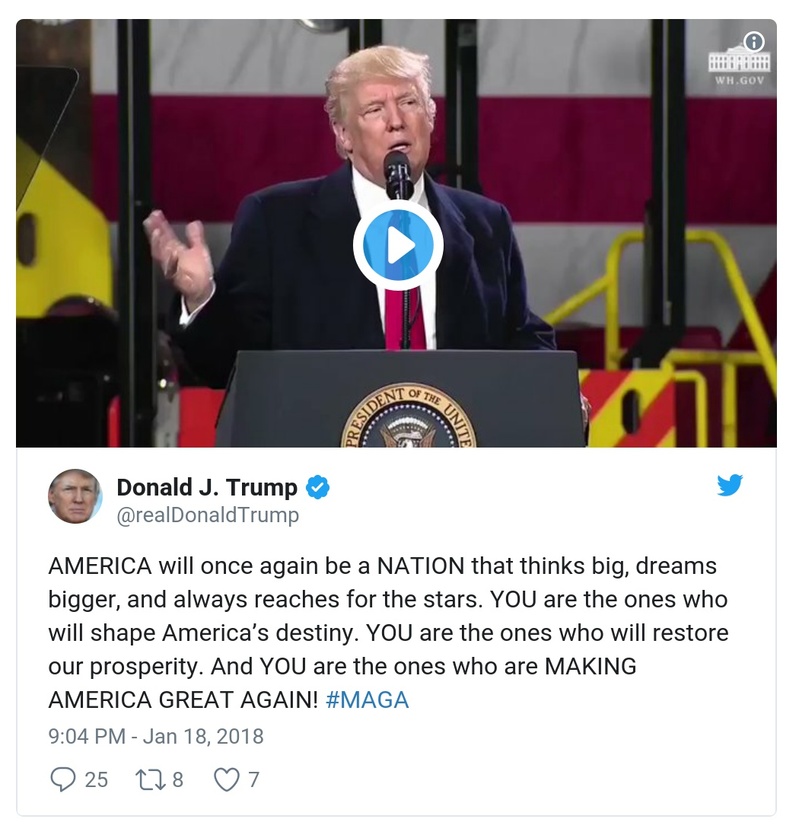 WH.GOV
PRESIDENT OF THE UNITE
Donald J. Trump
@realDonaldTrump
AMERICA will once again be a NATION that thinks big, dreams
bigger, and always reaches for the stars. YOU are the ones who
will shape America’s destiny. YOU are the ones who will restore
our prosperity. And YOU are the ones who are MAKING
AMERICA GREAT AGAIN! #MAGA
9:04 PM - Jan 18, 2018
25 8 7